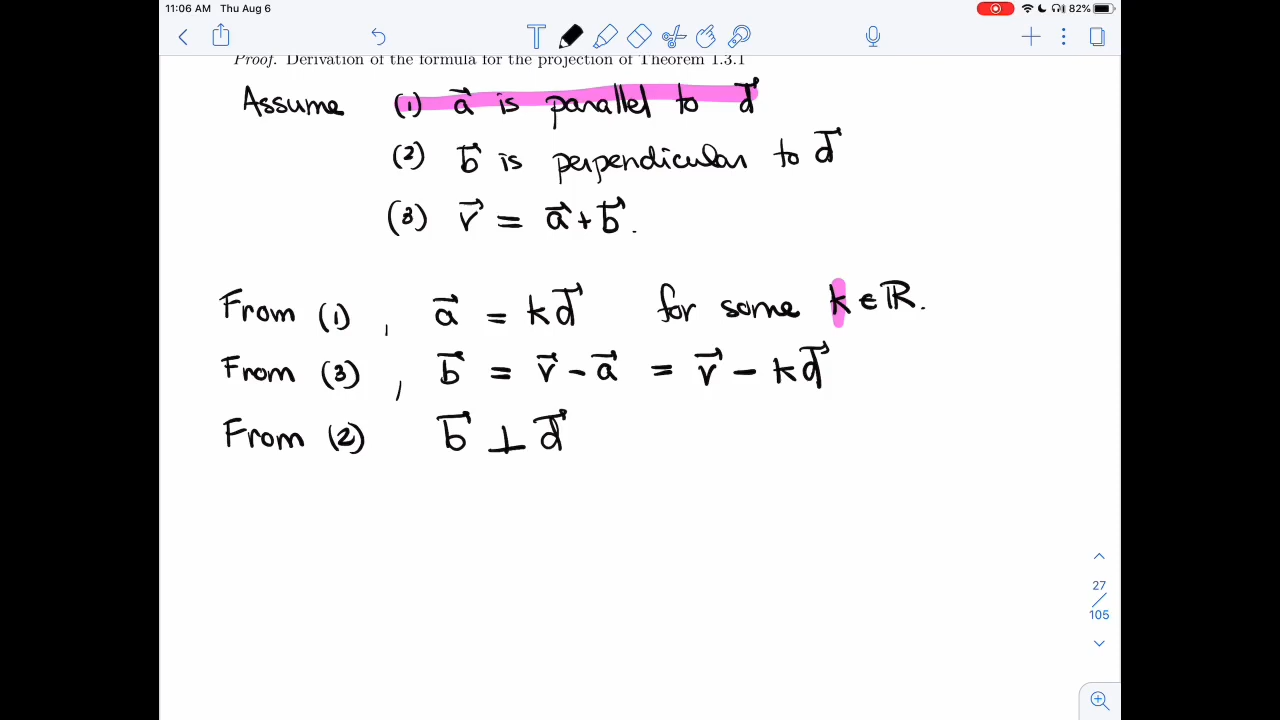 11:06 AM Thu Aug 6 82%
T
Proof. Derivation of the formula for the projection of Theorem 1.3.1
Assume (1) a⃗ is parallel to d⃗
(2) b⃗ is perpendicular to d⃗
(3) v⃗ = a⃗ + b⃗.
From (1), a⃗ = kd⃗ for some k ∈ ℝ.
From (3), b⃗ = v⃗ - a⃗ = v⃗ - kd⃗
From (2) b⃗ ⊥ d⃗
27
105